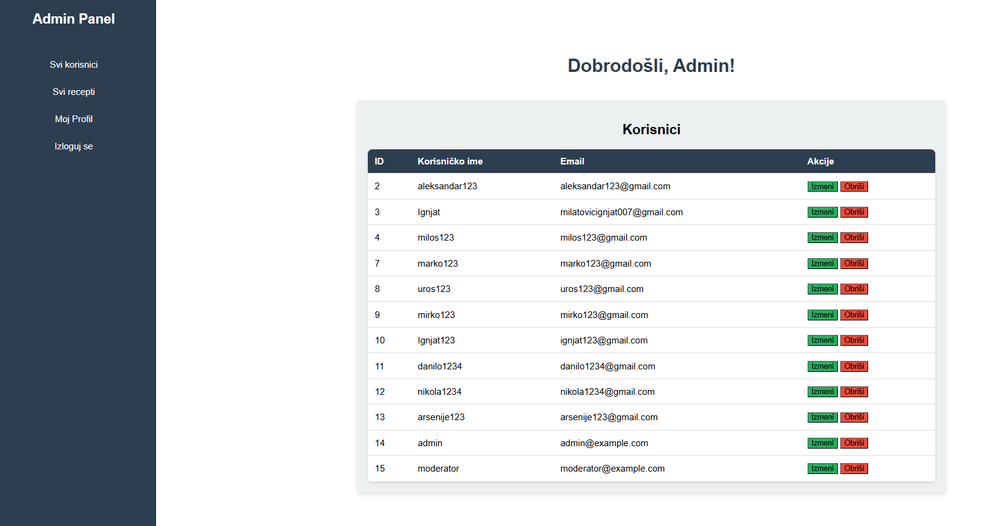 Admin Panel
Svi korisnici
Svi recepti
Moj Profil
Izloguj se
Dobrodošli, Admin!
Korisnici
ID Korisničko ime Email Akcije
2 aleksandar123 aleksandar123@gmail.com Izmeni Obriši
3 Ignjat milatovicignjat007@gmail.com Izmeni Obriši
4 milos123 milos123@gmail.com Izmeni Obriši
7 marko123 marko123@gmail.com Izmeni Obriši
8 uros123 uros123@gmail.com Izmeni Obriši
9 mirko123 mirko123@gmail.com Izmeni Obriši
10 Ignjat123 ignjat123@gmail.com Izmeni Obriši
11 danilo1234 danilo1234@gmail.com Izmeni Obriši
12 nikola1234 nikola1234@gmail.com Izmeni Obriši
13 arsenije123 arsenije123@gmail.com Izmeni Obriši
14 admin admin@example.com Izmeni Obriši
15 moderator moderator@example.com Izmeni Obriši